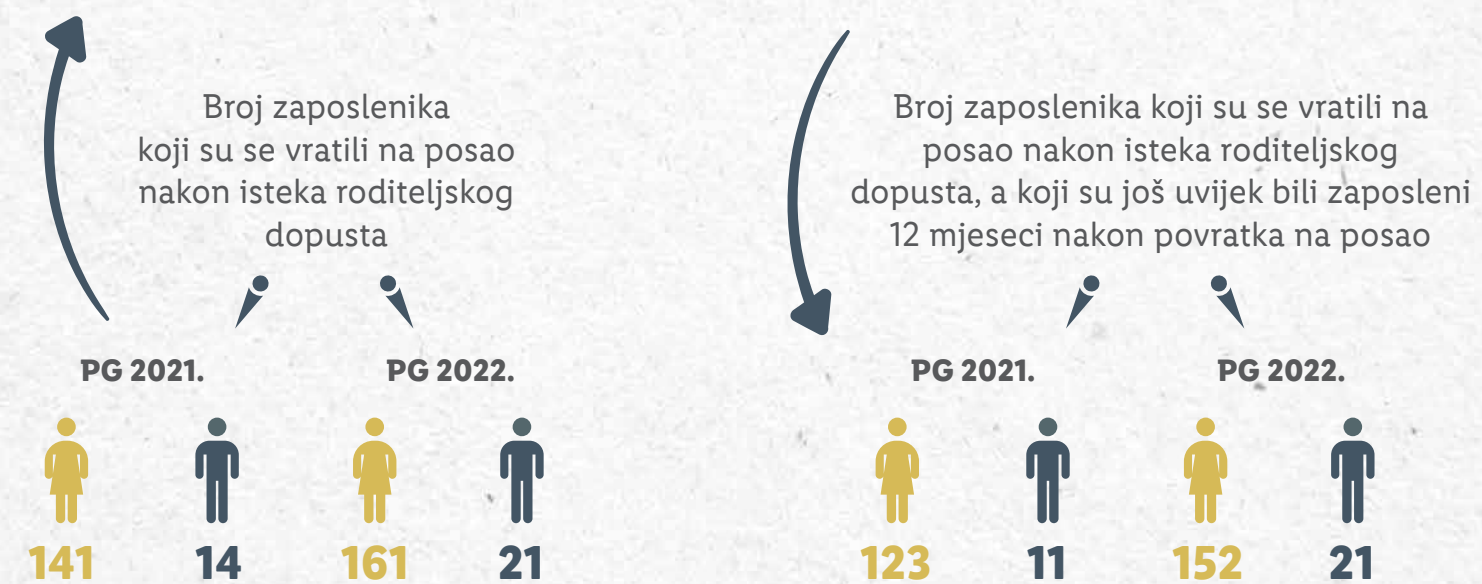 Broj zaposlenika
koji su se vratili na posao
nakon isteka roditeljskog
dopusta
PG 2021.
PG 2022.
141
14
161
21
Broj zaposlenika koji su se vratili na
posao nakon isteka roditeljskog
dopusta, a koji su još uvijek bili zaposleni
12 mjeseci nakon povratka na posao
PG 2021.
PG 2022.
123
11
152
21